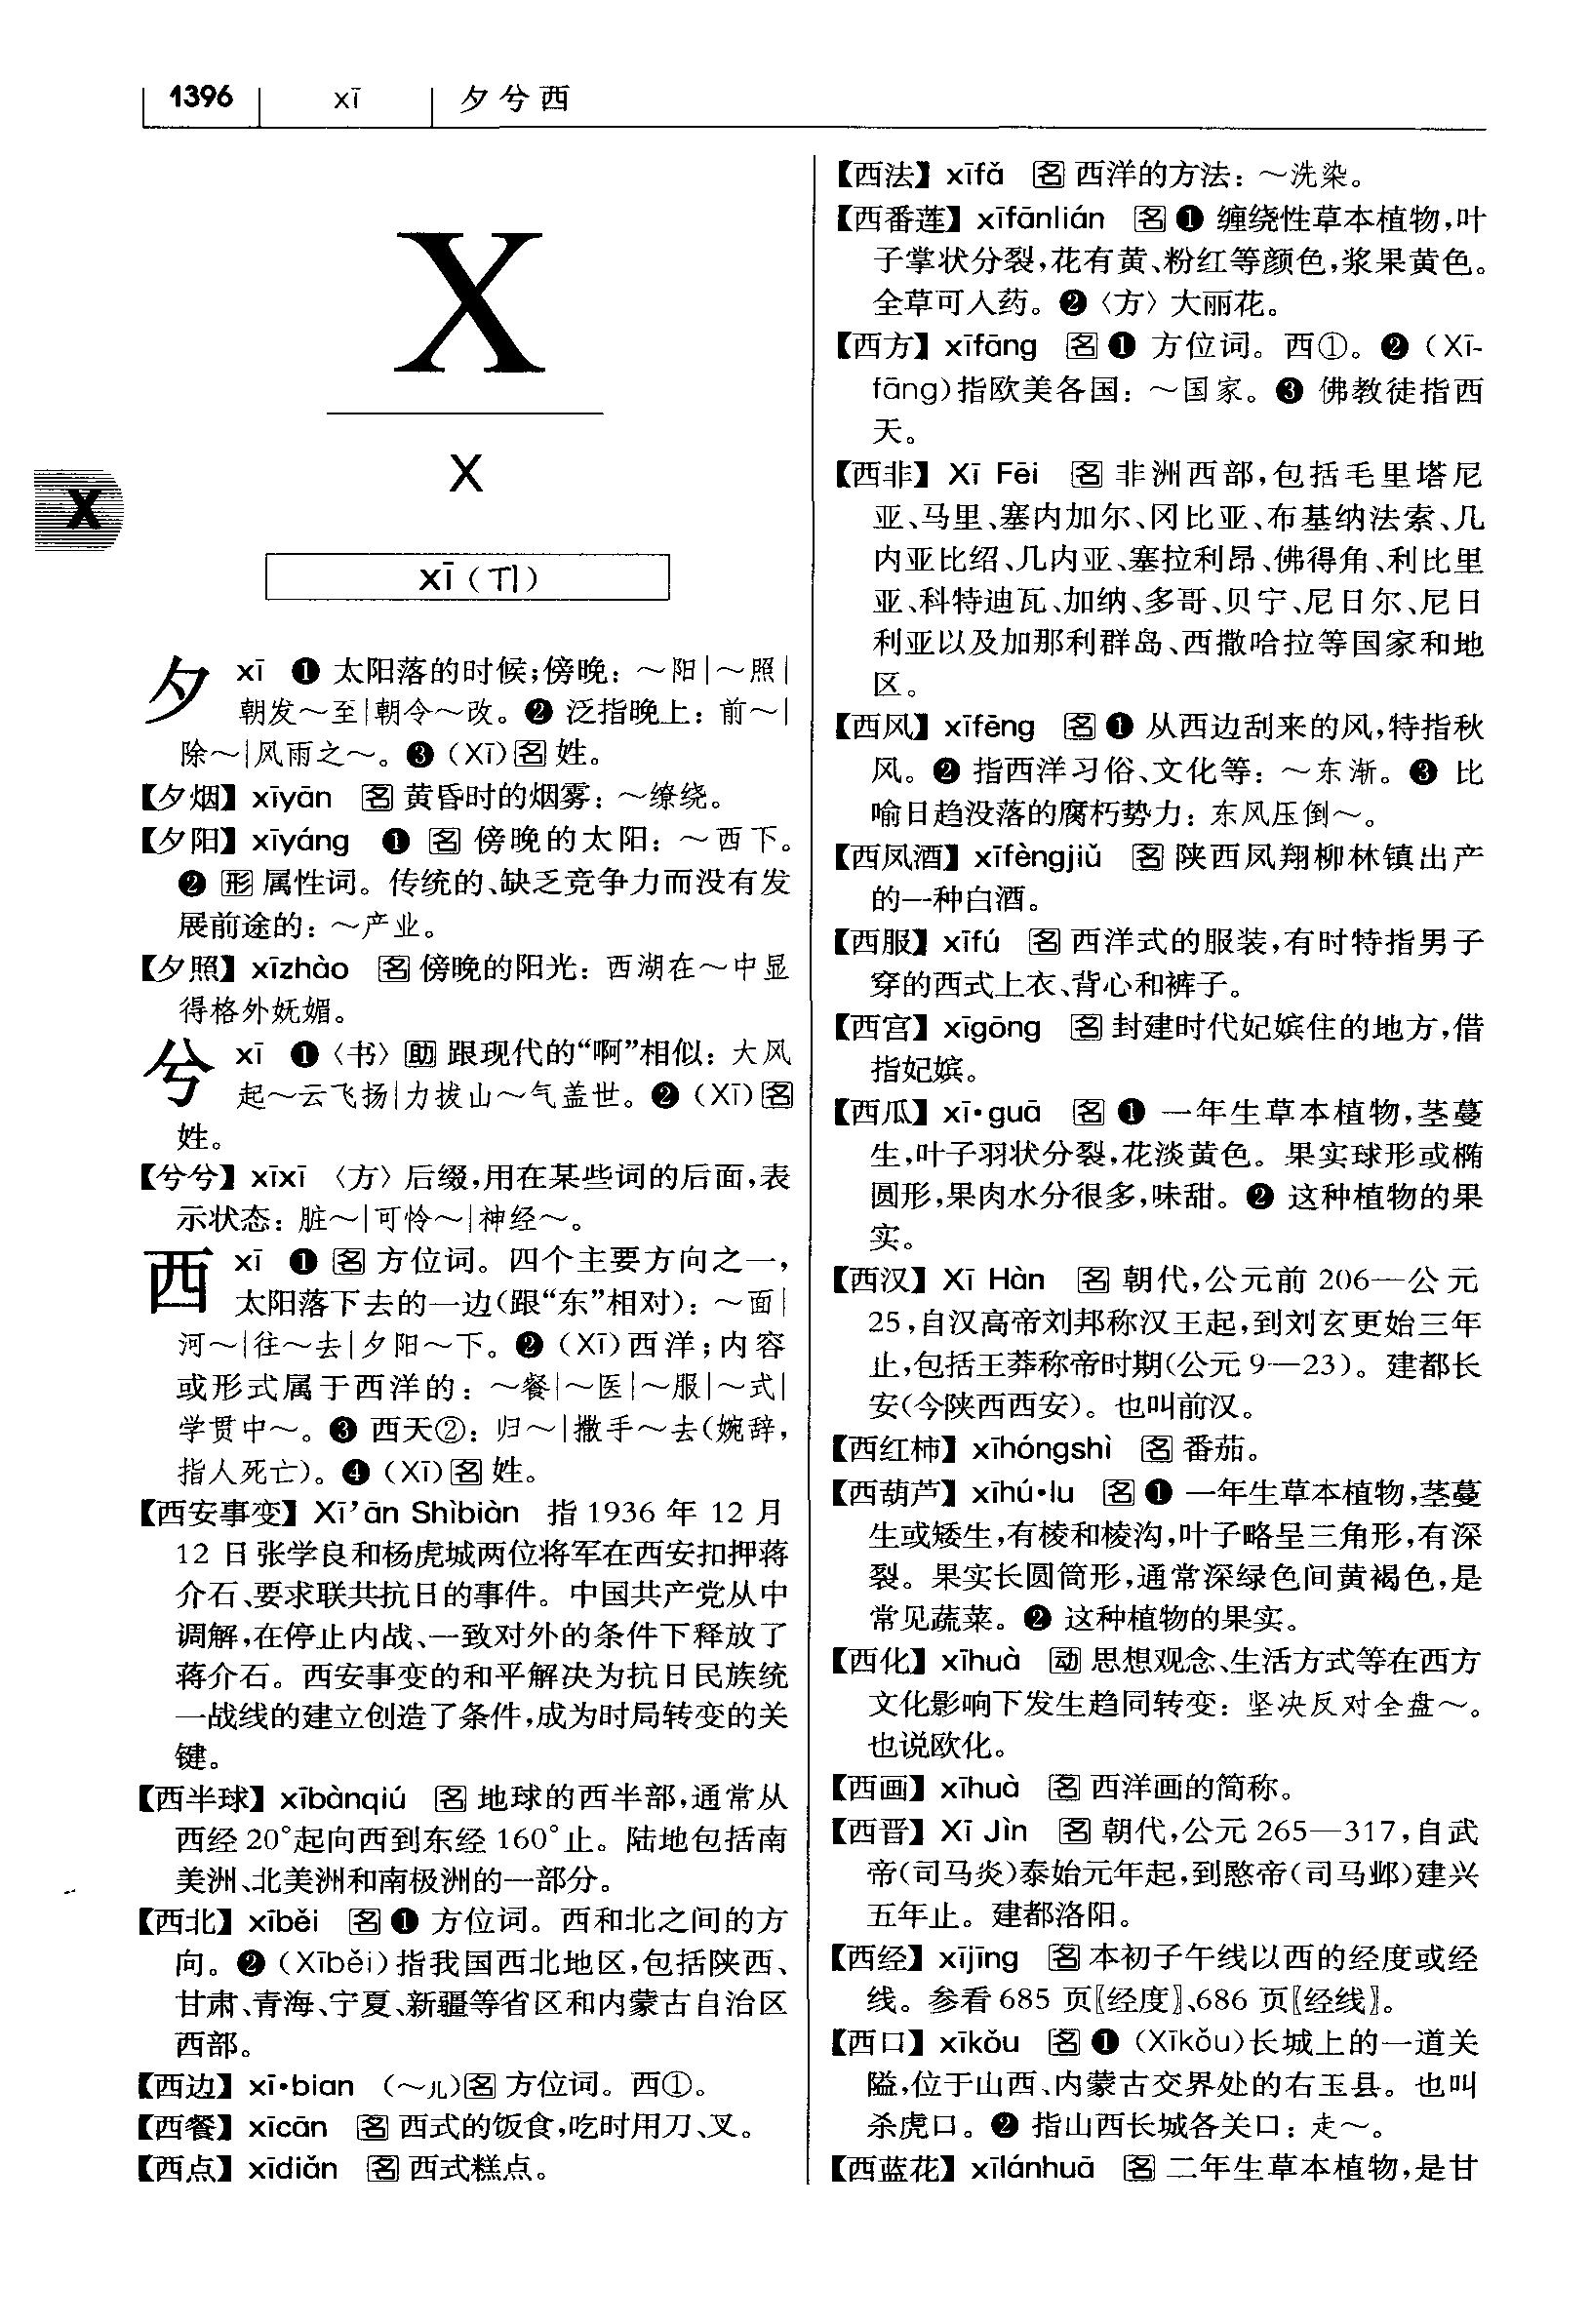 1396 xī 夕兮西
X
x
X
xī(ㄒㄧ)
夕 xī ❶ 太阳落的时候;傍晚:～阳|～照|
朝发～至|朝令～改。❷ 泛指晚上:前～|
除～|风雨之～。❸(Xī)名 姓。
【夕烟】xīyān 名 黄昏时的烟雾:～缭绕。
【夕阳】xīyáng ❶ 名 傍晚的太阳:～西下。
❷ 形 属性词。传统的、缺乏竞争力而没有发
展前途的:～产业。
【夕照】xīzhào 名 傍晚的阳光:西湖在～中显
得格外妩媚。
兮 xī ❶〈书〉助 跟现代的“啊”相似:大风
起～云飞扬|力拔山～气盖世。❷(Xī)名
姓。
【兮兮】xīxī 〈方〉后缀,用在某些词的后面,表
示状态:脏～|可怜～|神经～。
西 xī ❶ 名 方位词。四个主要方向之一,
太阳落下去的一边(跟“东”相对):～面|
河～|往～去|夕阳～下。❷(Xī)西洋;内容
或形式属于西洋的:～餐|～医|～服|～式|
学贯中～。❸ 西天②:归～|撒手～去(婉辞,
指人死亡)。❹(Xī)名 姓。
【西安事变】Xī’ān Shìbiàn 指 1936 年 12 月
12 日张学良和杨虎城两位将军在西安扣押蒋
介石、要求联共抗日的事件。中国共产党从中
调解,在停止内战、一致对外的条件下释放了
蒋介石。西安事变的和平解决为抗日民族统
一战线的建立创造了条件,成为时局转变的关
键。
【西半球】xībànqiú 名 地球的西半部,通常从
西经 20°起向西到东经 160°止。陆地包括南
美洲、北美洲和南极洲的一部分。
【西北】xīběi 名 ❶ 方位词。西和北之间的方
向。❷(Xīběi)指我国西北地区,包括陕西、
甘肃、青海、宁夏、新疆等省区和内蒙古自治区
西部。
【西边】xī·bian (～儿)名 方位词。西①。
【西餐】xīcān 名 西式的饭食,吃时用刀、叉。
【西点】xīdiǎn 名 西式糕点。
【西法】xīfǎ 名 西洋的方法:～洗染。
【西番莲】xīfānlián 名 ❶ 缠绕性草本植物,叶
子掌状分裂,花有黄、粉红等颜色,浆果黄色。
全草可入药。❷〈方〉大丽花。
【西方】xīfāng 名 ❶ 方位词。西①。❷(Xī-
fāng)指欧美各国:～国家。❸ 佛教徒指西
天。
【西非】Xī Fēi 名 非洲西部,包括毛里塔尼
亚、马里、塞内加尔、冈比亚、布基纳法索、几
内亚比绍、几内亚、塞拉利昂、佛得角、利比里
亚、科特迪瓦、加纳、多哥、贝宁、尼日尔、尼日
利亚以及加那利群岛、西撒哈拉等国家和地
区。
【西风】xīfēng 名 ❶ 从西边刮来的风,特指秋
风。❷ 指西洋习俗、文化等:～东渐。❸ 比
喻日趋没落的腐朽势力:东风压倒～。
【西凤酒】xīfèngjiǔ 名 陕西凤翔柳林镇出产
的一种白酒。
【西服】xīfú 名 西洋式的服装,有时特指男子
穿的西式上衣、背心和裤子。
【西宫】xīgōng 名 封建时代妃嫔住的地方,借
指妃嫔。
【西瓜】xī·guā 名 ❶ 一年生草本植物,茎蔓
生,叶子羽状分裂,花淡黄色。果实球形或椭
圆形,果肉水分很多,味甜。❷ 这种植物的果
实。
【西汉】Xī Hàn 名 朝代,公元前 206—公元
25,自汉高帝刘邦称汉王起,到刘玄更始三年
止,包括王莽称帝时期(公元 9—23)。建都长
安(今陕西西安)。也叫前汉。
【西红柿】xīhóngshì 名 番茄。
【西葫芦】xīhú·lu 名 ❶ 一年生草本植物,茎蔓
生或矮生,有棱和棱沟,叶子略呈三角形,有深
裂。果实长圆筒形,通常深绿色间黄褐色,是
常见蔬菜。❷ 这种植物的果实。
【西化】xīhuà 动 思想观念、生活方式等在西方
文化影响下发生趋同转变:坚决反对全盘～。
也说欧化。
【西画】xīhuà 名 西洋画的简称。
【西晋】Xī Jìn 名 朝代,公元 265—317,自武
帝(司马炎)泰始元年起,到愍帝(司马邺)建兴
五年止。建都洛阳。
【西经】xījīng 名 本初子午线以西的经度或经
线。参看 685 页〖经度〗、686 页〖经线〗。
【西口】xīkǒu 名 ❶(Xīkǒu)长城上的一道关
隘,位于山西、内蒙古交界处的右玉县。也叫
杀虎口。❷ 指山西长城各关口:走～。
【西蓝花】xīlánhuā 名 二年生草本植物,是甘